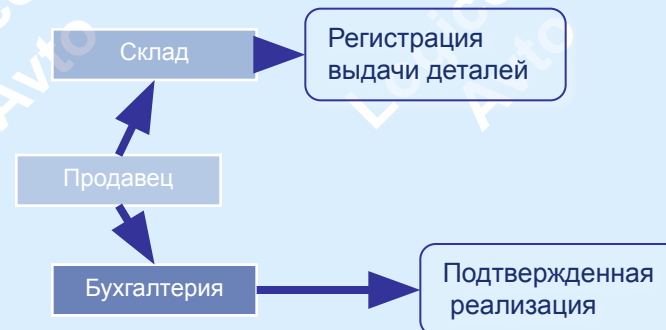 Склад
Регистрация
выдачи деталей
Продавец
Бухгалтерия
Подтвержденная
реализация